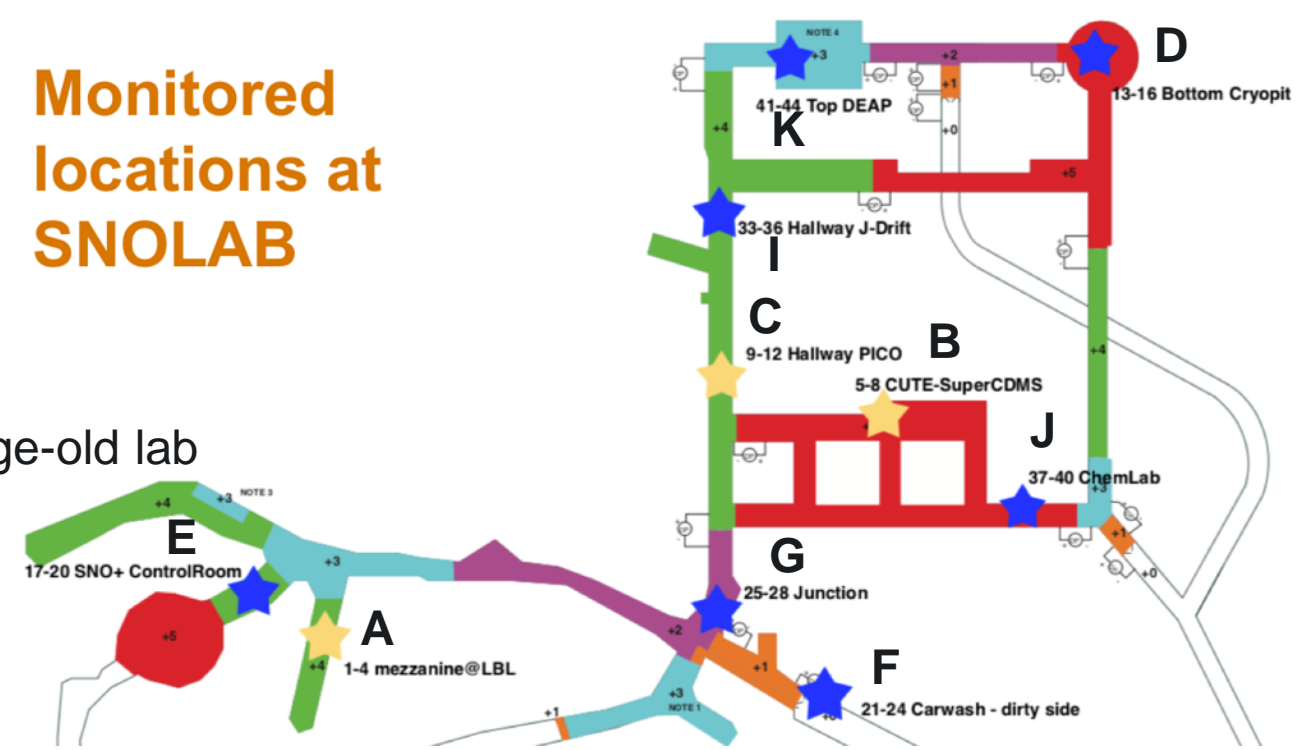 Monitored
locations at
SNOLAB
ge-old lab
NOTE 4
+3
+2
D
+1
13-16 Bottom Cryopit
41-44 Top DEAP
K
+4
+0
+5
33-36 Hallway J-Drift
I
C
9-12 Hallway PICO
B
+4
5-8 CUTE-SuperCDMS
J
37-40 ChemLab
+3
+4
+3
NOTE 3
E
+1
17-20 SNO+ ControlRoom
+3
G
+0
25-28 Junction
+5
A
+2
+4
1-4 mezzanine@LBL
+1
F
+3
NOTE 1
21-24 Carwash - dirty side
+1